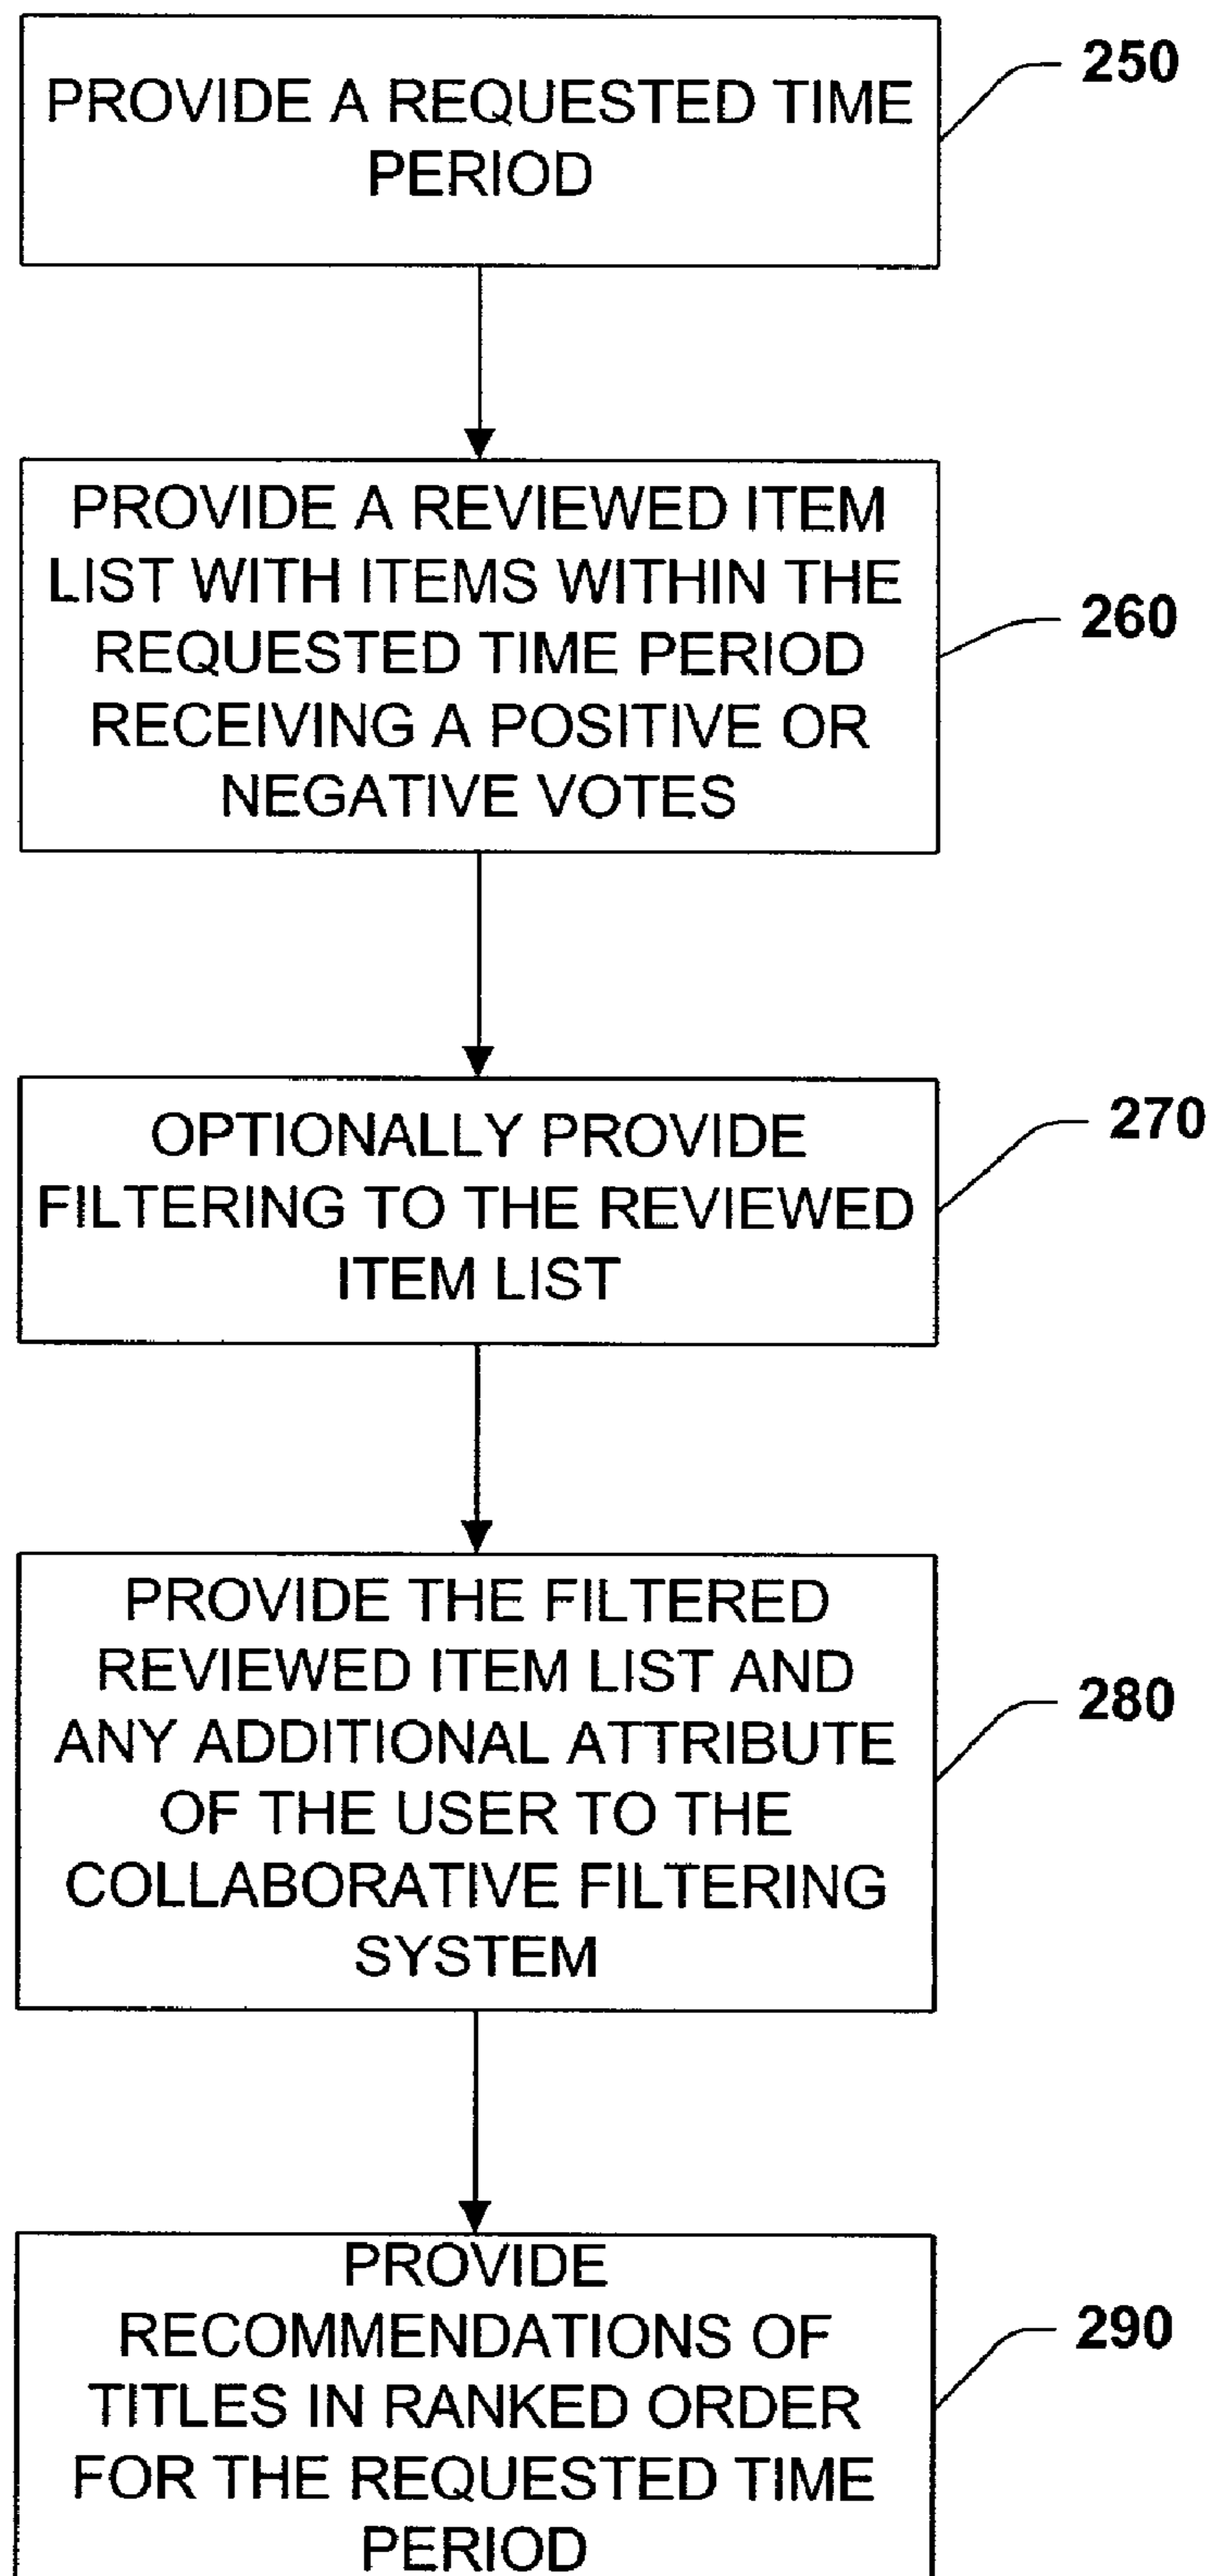 PROVIDE A REQUESTED TIME
PERIOD
250
PROVIDE A REVIEWED ITEM
LIST WITH ITEMS WITHIN THE
REQUESTED TIME PERIOD
RECEIVING A POSITIVE OR
NEGATIVE VOTES
260
OPTIONALLY PROVIDE
FILTERING TO THE REVIEWED
ITEM LIST
270
PROVIDE THE FILTERED
REVIEWED ITEM LIST AND
ANY ADDITIONAL ATTRIBUTE
OF THE USER TO THE
COLLABORATIVE FILTERING
SYSTEM
280
PROVIDE
RECOMMENDATIONS OF
TITLES IN RANKED ORDER
FOR THE REQUESTED TIME
PERIOD
290